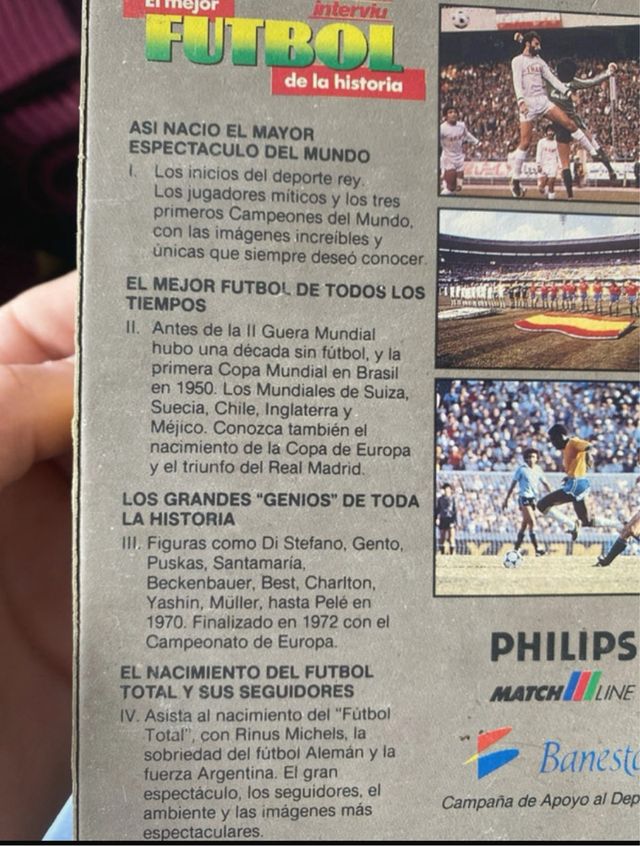 El mejor
interviu
FUTBOL
de la historia
ASI NACIO EL MAYOR
ESPECTACULO DEL MUNDO
I. Los inicios del deporte rey.
Los jugadores míticos y los tres
primeros Campeones del Mundo,
con las imágenes increíbles y
únicas que siempre deseó conocer.
EL MEJOR FUTBOL DE TODOS LOS
TIEMPOS
II. Antes de la II Guera Mundial
hubo una década sin fútbol, y la
primera Copa Mundial en Brasil
en 1950. Los Mundiales de Suiza,
Suecia, Chile, Inglaterra y
Méjico. Conozca también el
nacimiento de la Copa de Europa
y el triunfo del Real Madrid.
LOS GRANDES "GENIOS" DE TODA
LA HISTORIA
III. Figuras como Di Stefano, Gento,
Puskas, Santamaría,
Beckenbauer, Best, Charlton,
Yashin, Müller, hasta Pelé en
1970. Finalizado en 1972 con el
Campeonato de Europa.
EL NACIMIENTO DEL FUTBOL
TOTAL Y SUS SEGUIDORES
IV. Asista al nacimiento del "Fútbol
Total", con Rinus Michels, la
sobriedad del fútbol Alemán y la
fuerza Argentina. El gran
espectáculo, los seguidores, el
ambiente y las imágenes más
espectaculares.
PHILIPS
MATCH LINE
Banesto
Campaña de Apoyo al Dep